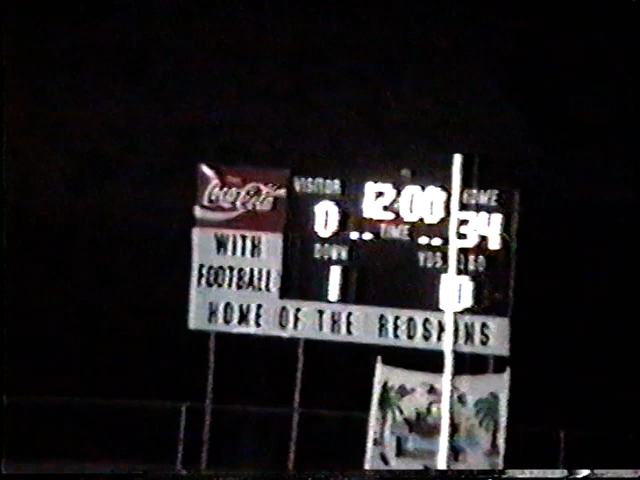 Coca-Cola
VISITOR 12:00 HOME
0 TIME 34
DOWN YDS. TO GO
1
WITH
FOOTBALL
HOME OF THE REDSKINS